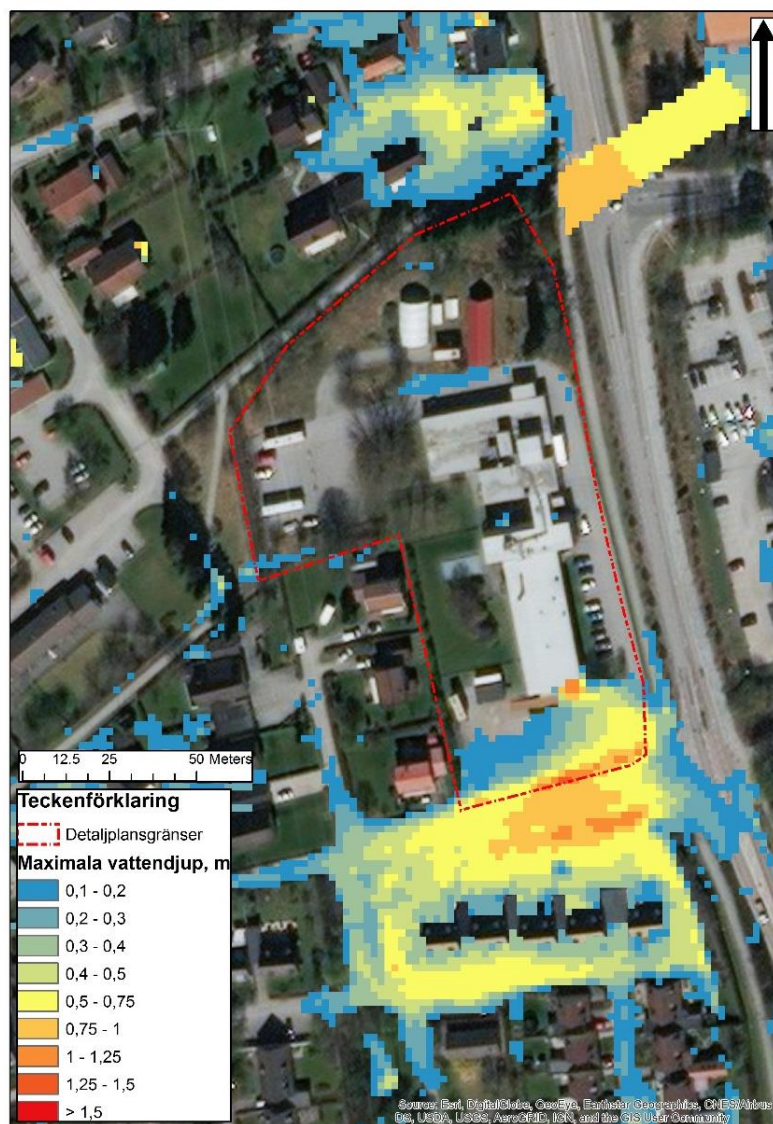 0 12.5 25 50 Meters
Teckenförklaring
Detaljplansgränser
Maximala vattendjup, m
0,1 - 0,2
0,2 - 0,3
0,3 - 0,4
0,4 - 0,5
0,5 - 0,75
0,75 - 1
1 - 1,25
1,25 - 1,5
> 1,5
Source: Esri, DigitalGlobe, GeoEye, Earthstar Geographics, CNES/Airbus
DS, USDA, USGS, AeroGRID, IGN, and the GIS User Community